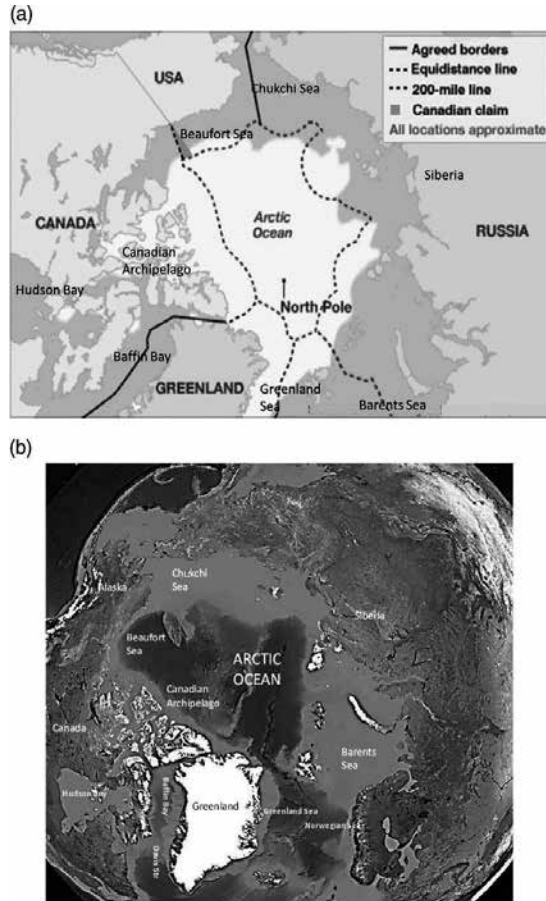 (a)
USA
Chukchi Sea
Agreed borders
Equidistance line
200-mile line
Canadian claim
All locations approximate
Beaufort Sea
Siberia
CANADA
Arctic
Ocean
RUSSIA
Canadian
Archipelago
Hudson Bay
North Pole
Baffin Bay
GREENLAND
Greenland
Sea
Barents Sea
(b)
Chukchi
Sea
Alaska
Siberia
Beaufort
Sea
ARCTIC
OCEAN
Canadian
Archipelago
Canada
Barents
Sea
Hudson Bay
Baffin Bay
Greenland
Greenland Sea
Norwegian Sea
Davis Str